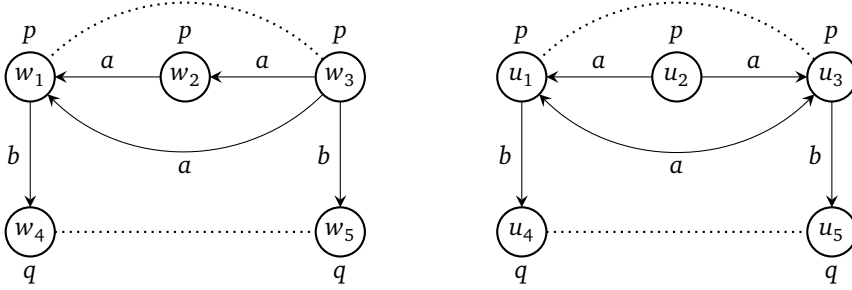 p p p p p p
w₁ a w₂ a w₃ u₁ a u₂ a u₃
b a b b a b
w₄ w₅ u₄ u₅
q q q q